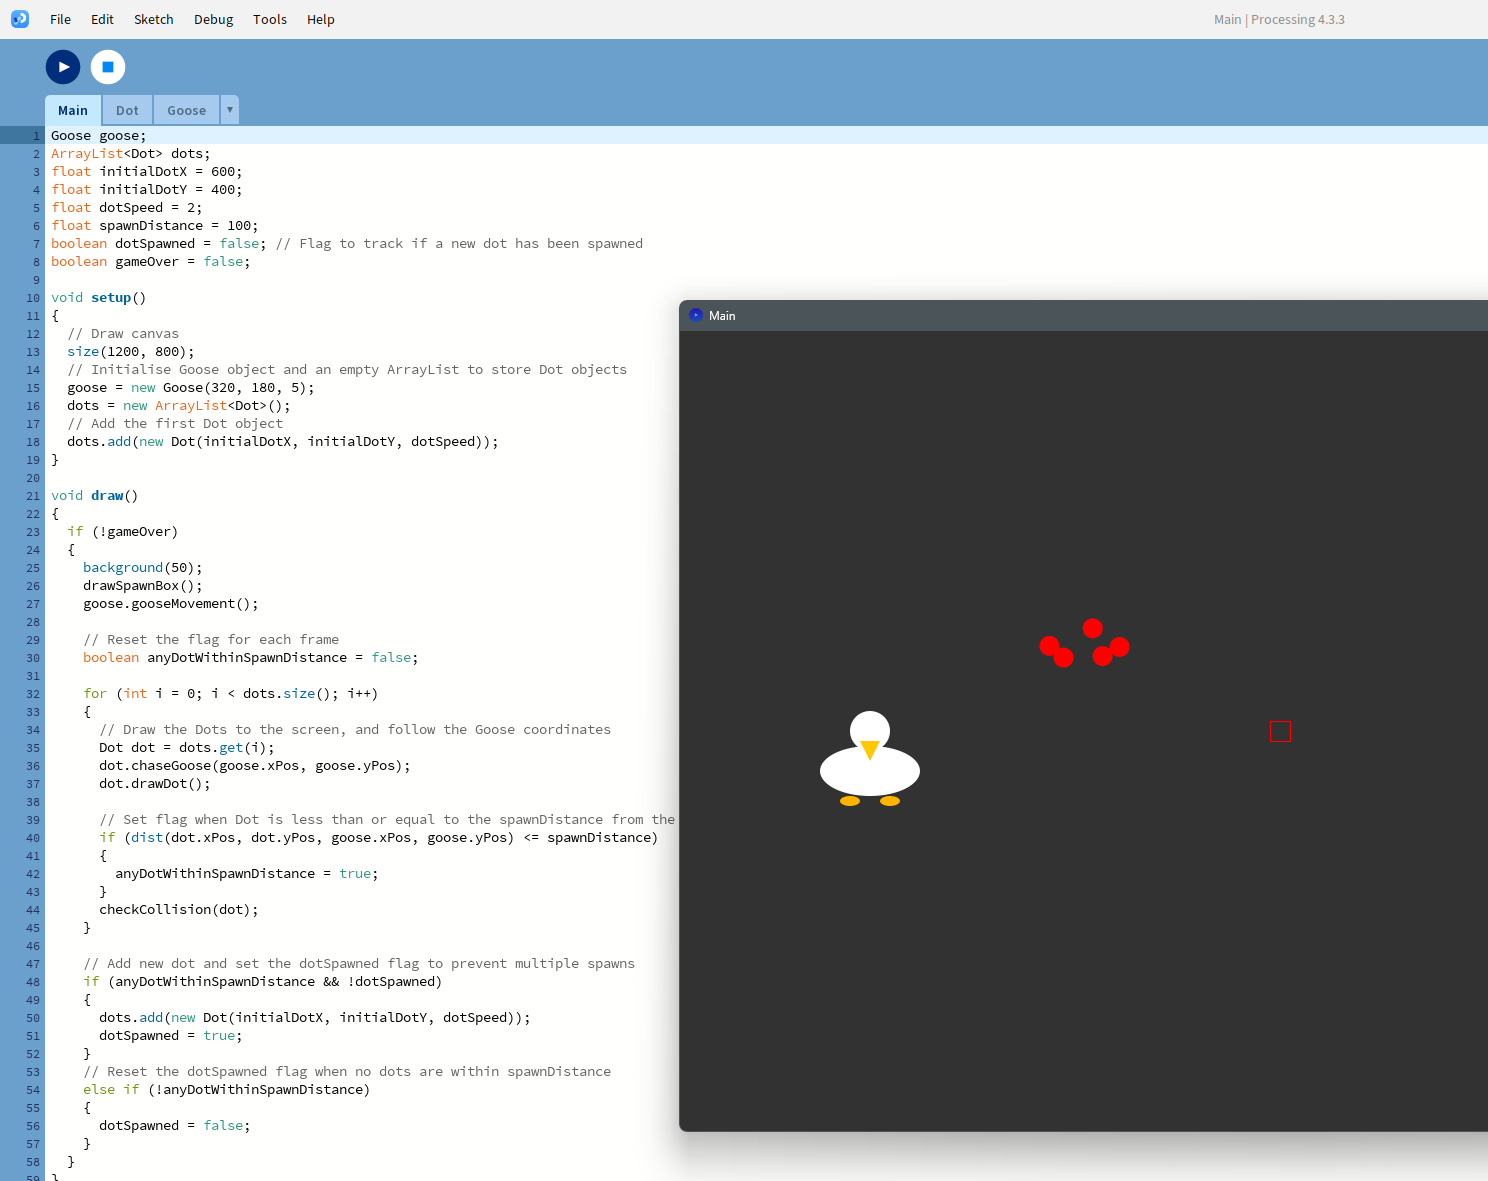 File Edit Sketch Debug Tools Help
Main | Processing 4.3.3
Main Dot Goose ▼
1 Goose goose;
2 ArrayList<Dot> dots;
3 float initialDotX = 600;
4 float initialDotY = 400;
5 float dotSpeed = 2;
6 float spawnDistance = 100;
7 boolean dotSpawned = false; // Flag to track if a new dot has been spawned
8 boolean gameOver = false;
9
10 void setup()
11 {
12   // Draw canvas
13   size(1200, 800);
14   // Initialise Goose object and an empty ArrayList to store Dot objects
15   goose = new Goose(320, 180, 5);
16   dots = new ArrayList<Dot>();
17   // Add the first Dot object
18   dots.add(new Dot(initialDotX, initialDotY, dotSpeed));
19 }
20
21 void draw()
22 {
23   if (!gameOver)
24   {
25     background(50);
26     drawSpawnBox();
27     goose.gooseMovement();
28
29     // Reset the flag for each frame
30     boolean anyDotWithinSpawnDistance = false;
31
32     for (int i = 0; i < dots.size(); i++)
33     {
34       // Draw the Dots to the screen, and follow the Goose coordinates
35       Dot dot = dots.get(i);
36       dot.chaseGoose(goose.xPos, goose.yPos);
37       dot.drawDot();
38
39       // Set flag when Dot is less than or equal to the spawnDistance from the
40       if (dist(dot.xPos, dot.yPos, goose.xPos, goose.yPos) <= spawnDistance)
41       {
42         anyDotWithinSpawnDistance = true;
43       }
44       checkCollision(dot);
45     }
46
47     // Add new dot and set the dotSpawned flag to prevent multiple spawns
48     if (anyDotWithinSpawnDistance && !dotSpawned)
49     {
50       dots.add(new Dot(initialDotX, initialDotY, dotSpeed));
51       dotSpawned = true;
52     }
53     // Reset the dotSpawned flag when no dots are within spawnDistance
54     else if (!anyDotWithinSpawnDistance)
55     {
56       dotSpawned = false;
57     }
58   }
59 }
Main